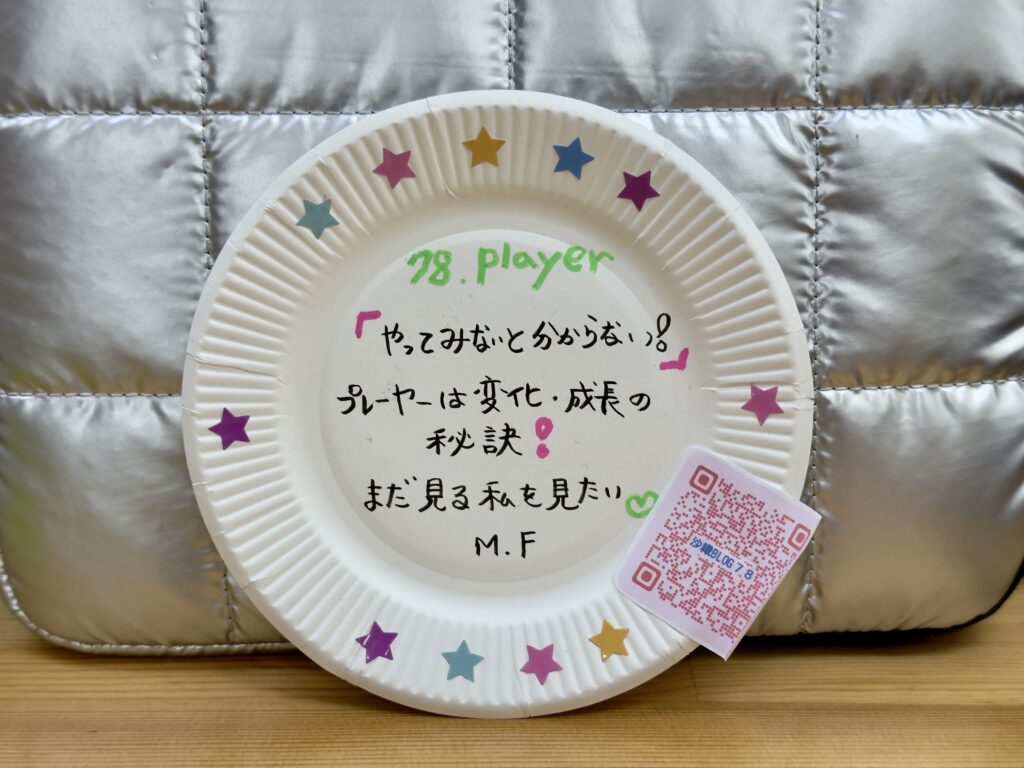 78. player
「やってみないと分からないっ!」
プレーヤーは変化・成長の
秘訣!
まだ見る私を見たい♡
M.F
沙織BLOG78